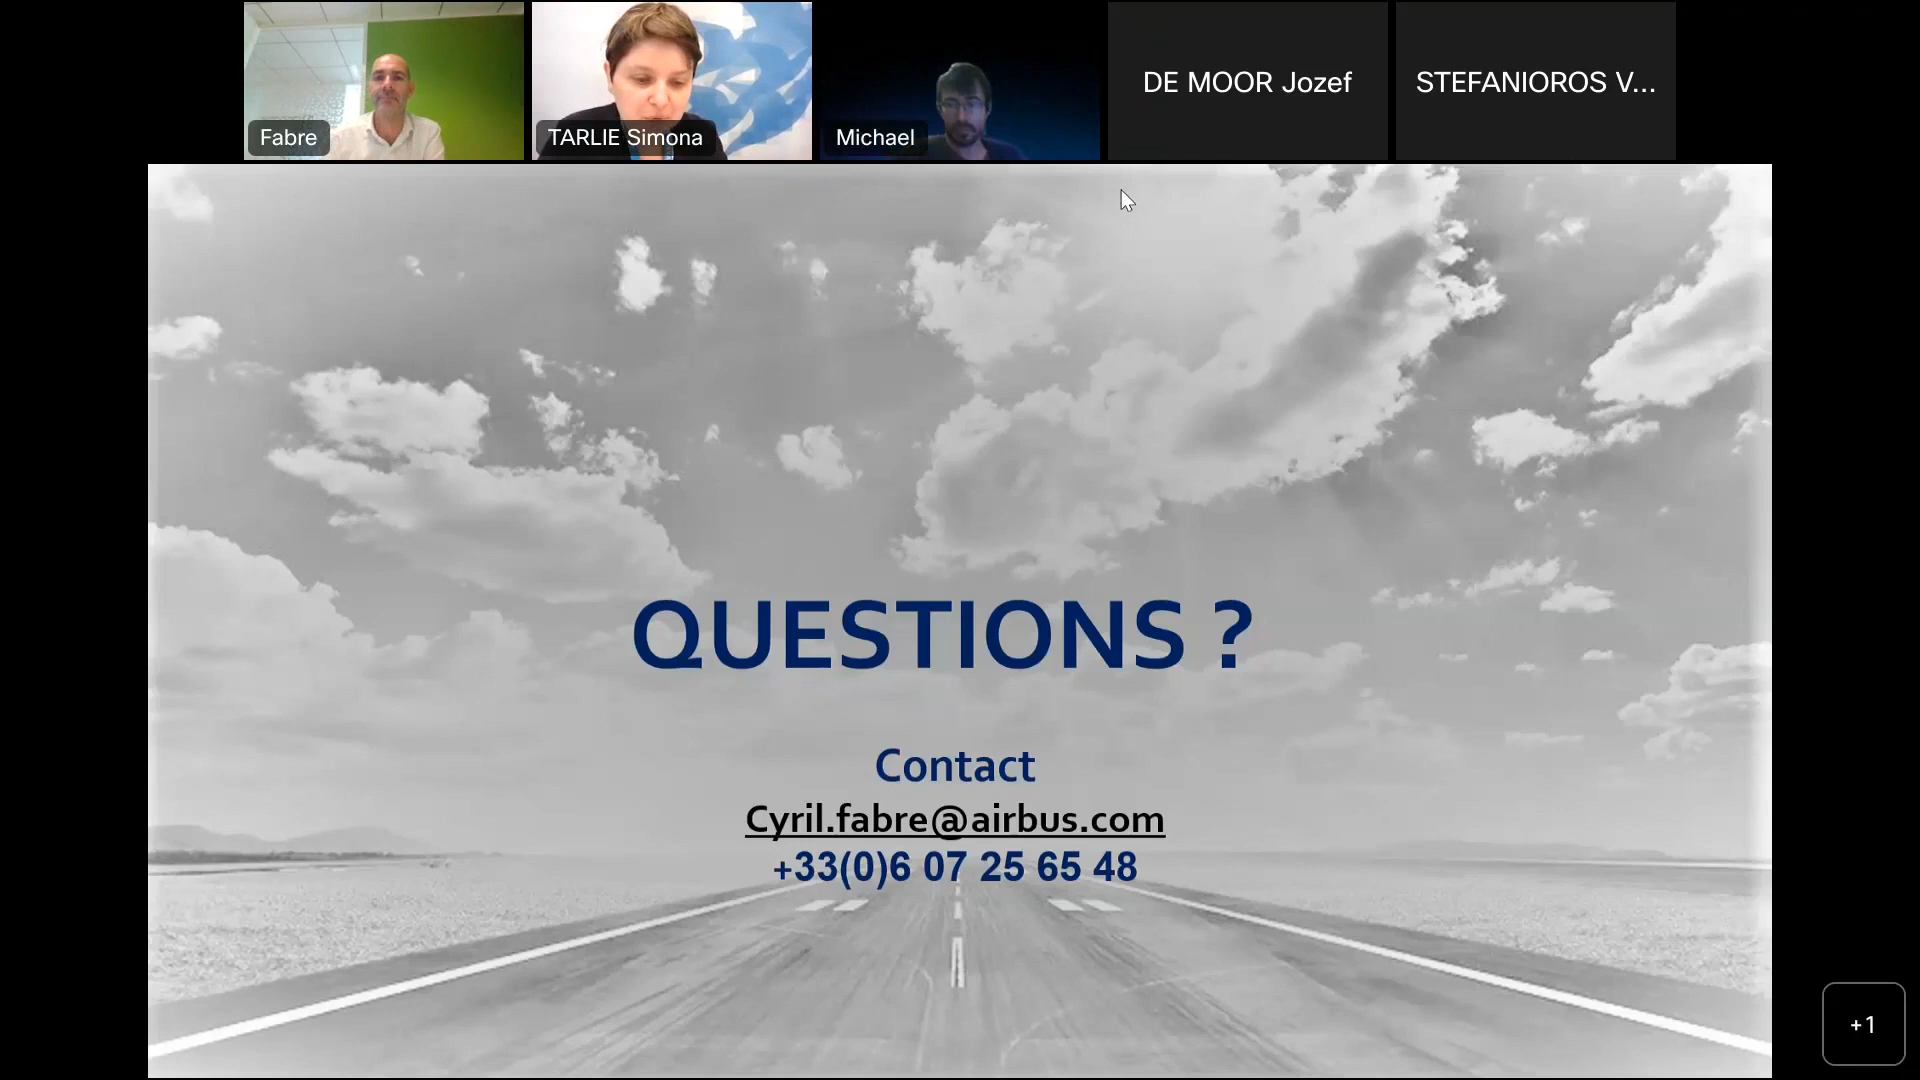 Fabre
TARLIE Simona
Michael
DE MOOR Jozef
STEFANIOROS V...
QUESTIONS ?
Contact
Cyril.fabre@airbus.com
+33(0)6 07 25 65 48
+1